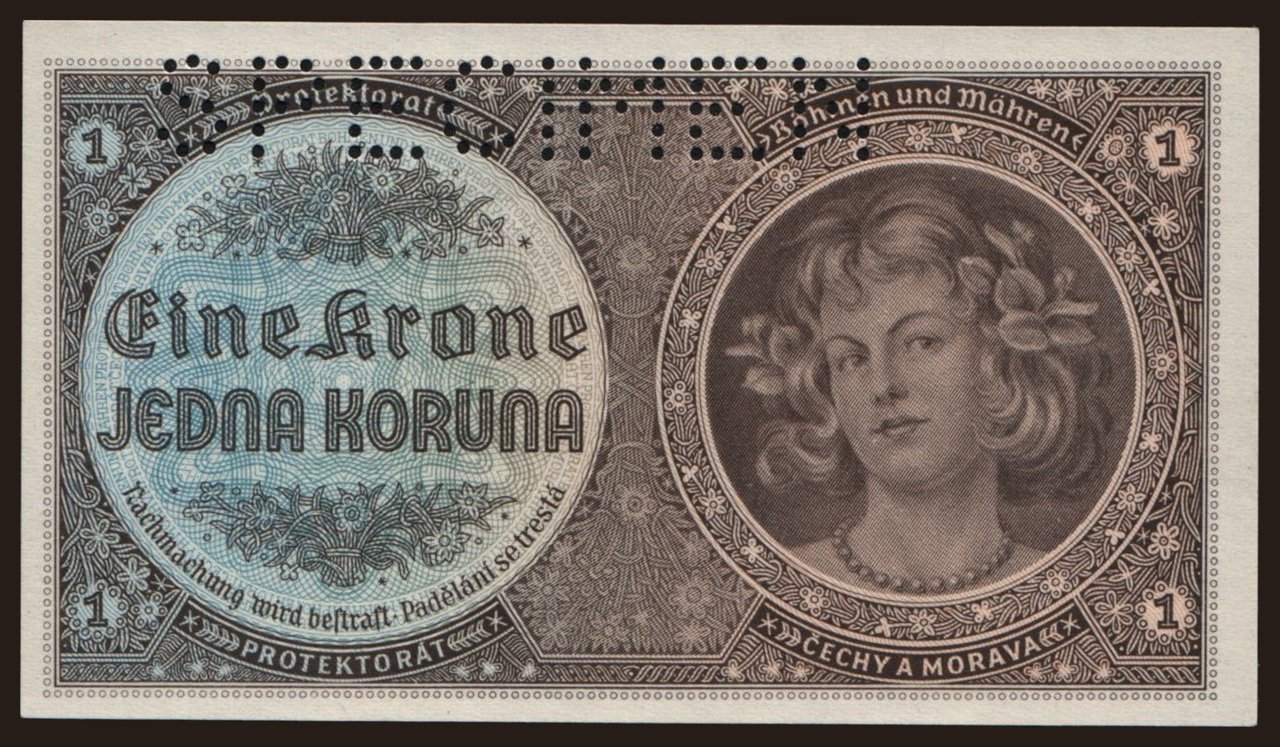 SPECIMEN
Protektorat
Böhmen und Mähren
1
1
Eine Krone
JEDNA KORUNA
Nachmachung wird bestraft · Padělání se trestá
1
1
PROTEKTORÁT
ČECHY A MORAVA